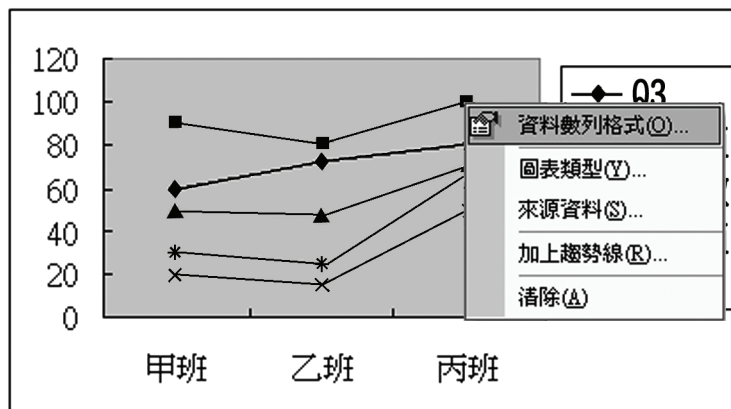 120
100
80
60
40
20
0
甲班 乙班 丙班
Q3
資料數列格式(O)...
圖表類型(Y)...
來源資料(S)...
加上趨勢線(R)...
清除(A)